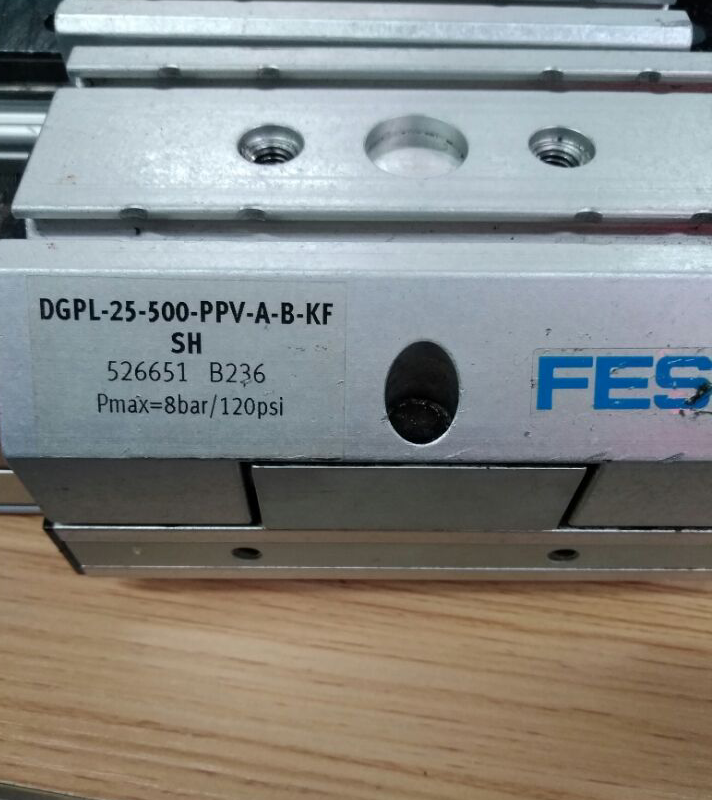 DGPL-25-500-PPV-A-B-KF
SH
526651 B236
Pmax=8bar/120psi
FES